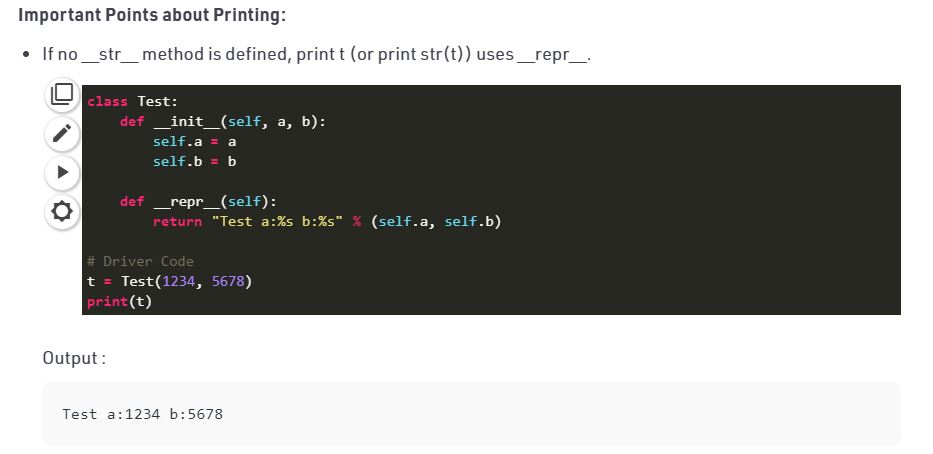 Important Points about Printing:
• If no __str__ method is defined, print t (or print str(t)) uses __repr__.
class Test:
    def __init__(self, a, b):
        self.a = a
        self.b = b

    def __repr__(self):
        return "Test a:%s b:%s" % (self.a, self.b)

# Driver Code
t = Test(1234, 5678)
print(t)
Output :
Test a:1234 b:5678